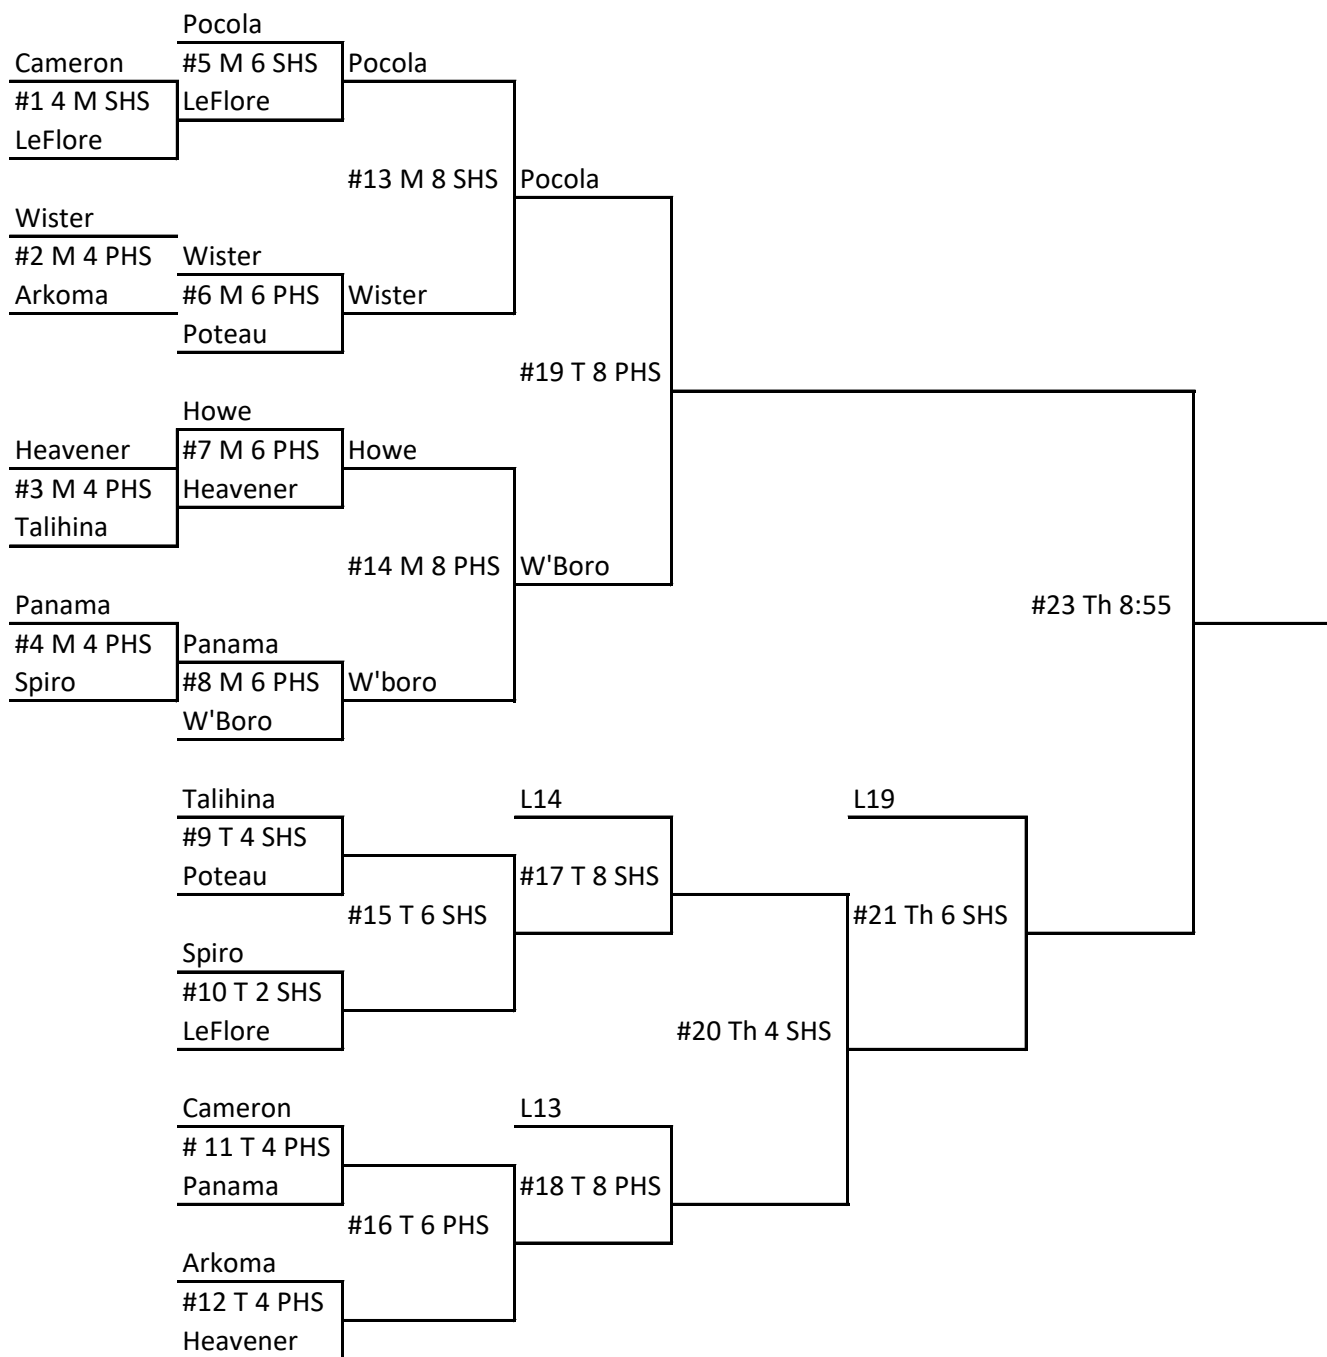 Pocola
Cameron
#5 M 6 SHS
Pocola
#1 4 M SHS
LeFlore
LeFlore
#13 M 8 SHS
Pocola
Wister
#2 M 4 PHS
Wister
Arkoma
#6 M 6 PHS
Wister
Poteau
#19 T 8 PHS
Howe
Heavener
#7 M 6 PHS
Howe
#3 M 4 PHS
Heavener
Talihina
#14 M 8 PHS
W'Boro
Panama
#23 Th 8:55
#4 M 4 PHS
Panama
Spiro
#8 M 6 PHS
W'boro
W'Boro
Talihina
L14
L19
#9 T 4 SHS
Poteau
#17 T 8 SHS
#15 T 6 SHS
#21 Th 6 SHS
Spiro
#10 T 2 SHS
LeFlore
#20 Th 4 SHS
Cameron
L13
# 11 T 4 PHS
Panama
#18 T 8 PHS
#16 T 6 PHS
Arkoma
#12 T 4 PHS
Heavener